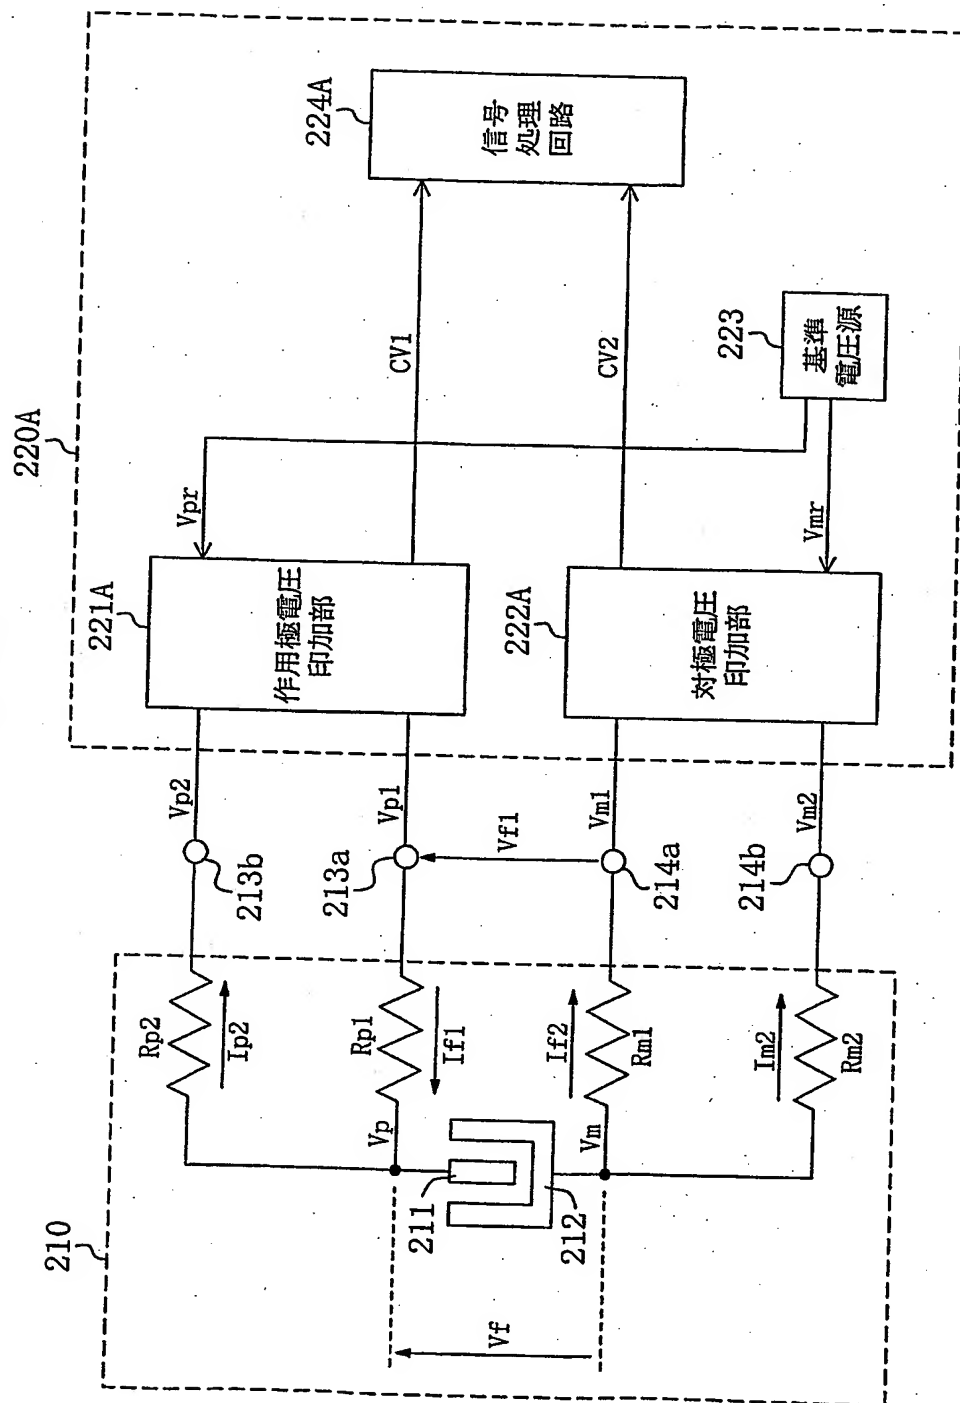 210
220A
Rp2
Ip2
213b
Vp2
Vpr
221A
作用極電圧
印加部
224A
信号
処理
回路
Vp
Rp1
If1
213a
Vp1
CV1
211
212
Vf
Vf1
Vm
If2
Rm1
214a
Vm1
222A
対極電圧
印加部
CV2
223
基準
電圧源
Im2
Rm2
214b
Vm2
Vmr